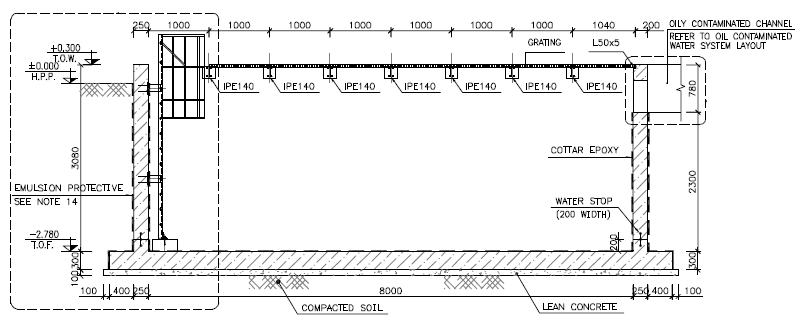 OILY CONTAMINATED CHANNEL
REFER TO OIL CONTAMINATED
WATER SYSTEM LAYOUT
250 1000 1000 1000 1000 1000 1000 1000 1040 200
+0.300
T.O.W.
±0.000
H.P.P.
GRATING
L50x5
IPE140 IPE140 IPE140 IPE140 IPE140 IPE140 IPE140
780
3080
COTTAR EPOXY
2300
EMULSION PROTECTIVE
SEE NOTE 14
WATER STOP
(200 WIDTH)
200
-2.780
T.O.F.
300
100
300
100 400 250 8000 250 400 100
COMPACTED SOIL
LEAN CONCRETE